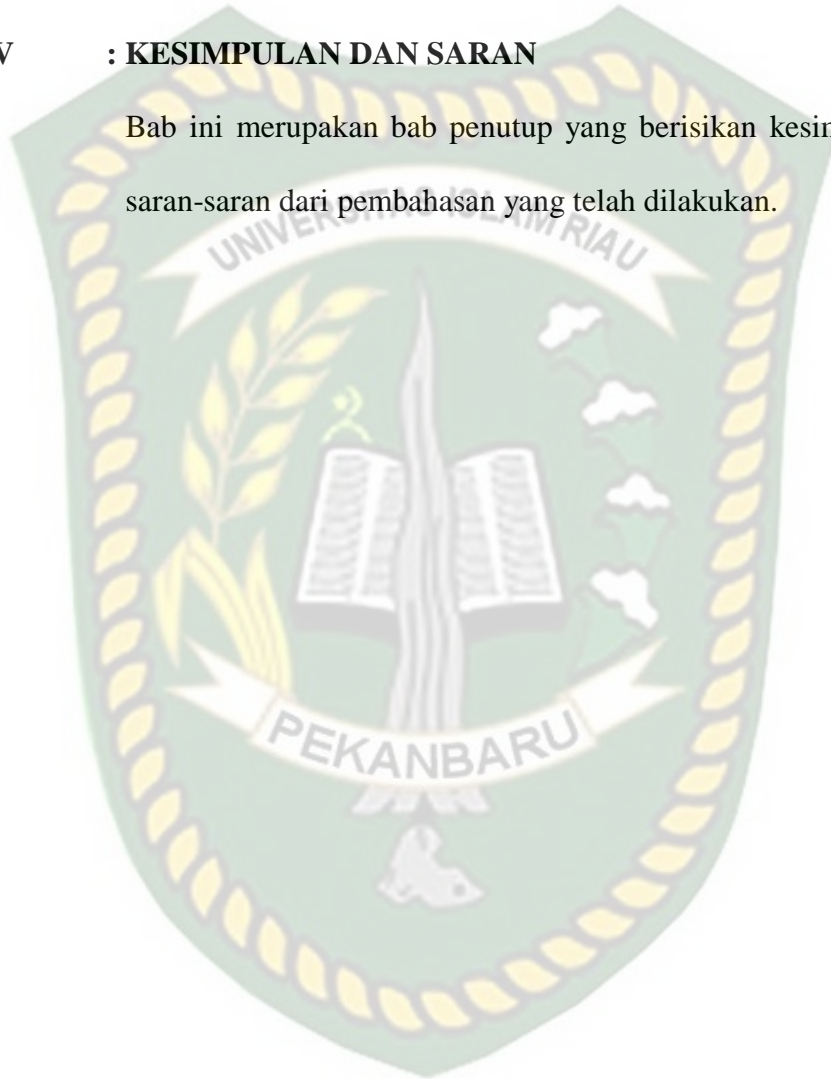 V : KESIMPULAN DAN SARAN
Bab ini merupakan bab penutup yang berisikan
saran-saran dari pembahasan yang telah dilakukan.
UNIVERSITAS ISLAM RIAU
PEKANBARU